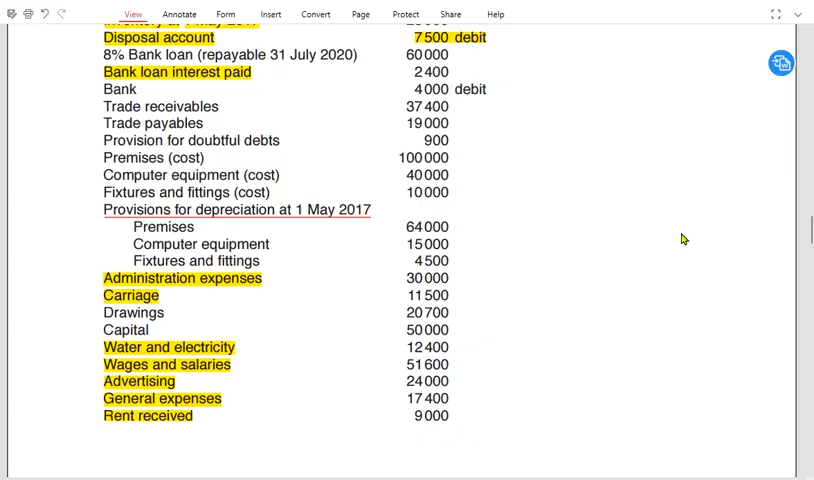 View Annotate Form Insert Convert Page Protect Share Help
Disposal account 7 500 debit
8% Bank loan (repayable 31 July 2020) 60 000
Bank loan interest paid 2 400
Bank 4 000 debit
Trade receivables 37 400
Trade payables 19 000
Provision for doubtful debts 900
Premises (cost) 100 000
Computer equipment (cost) 40 000
Fixtures and fittings (cost) 10 000
Provisions for depreciation at 1 May 2017
Premises 64 000
Computer equipment 15 000
Fixtures and fittings 4 500
Administration expenses 30 000
Carriage 11 500
Drawings 20 700
Capital 50 000
Water and electricity 12 400
Wages and salaries 51 600
Advertising 24 000
General expenses 17 400
Rent received 9 000